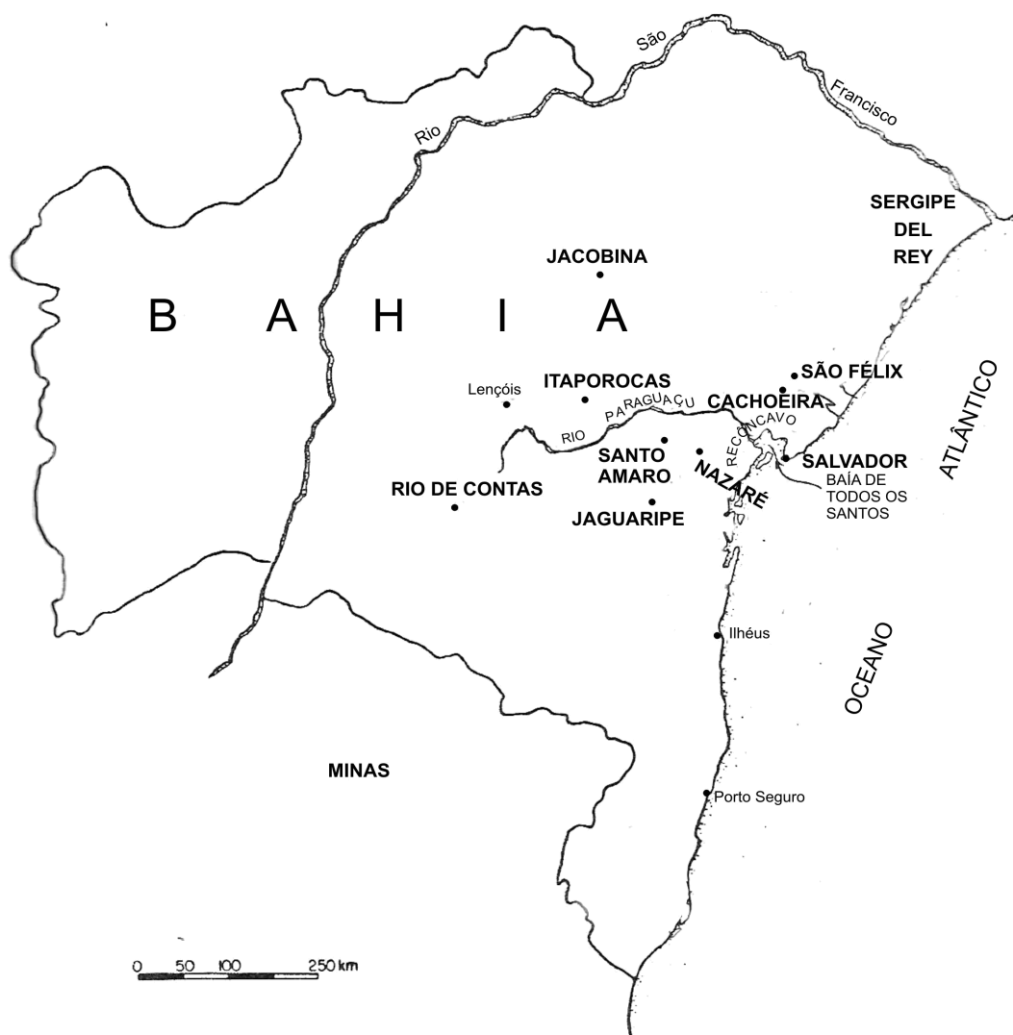 São
Rio
Francisco
SERGIPE
DEL
REY
JACOBINA
B A H I A
SÃO FÉLIX
ITAPOROCAS
Lençóis
CACHOEIRA
RIO PARAGUAÇU
RECÔNCAVO
ATLÂNTICO
SANTO
AMARO
NAZARÉ
SALVADOR
BAÍA DE
TODOS OS
SANTOS
RIO DE CONTAS
JAGUARIPE
Ilhéus
OCEANO
MINAS
Porto Seguro
0 50 100 250 km